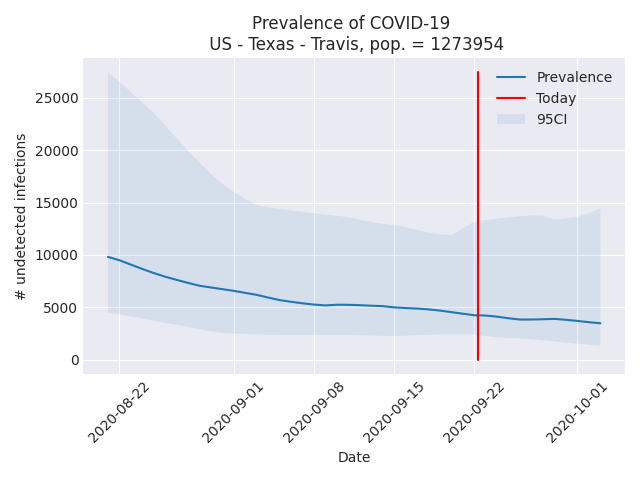 Prevalence of COVID-19
US - Texas - Travis, pop. = 1273954
Prevalence
Today
95CI
# undetected infections
25000
20000
15000
10000
5000
0
2020-08-22
2020-09-01
2020-09-08
2020-09-15
2020-09-22
2020-10-01
Date